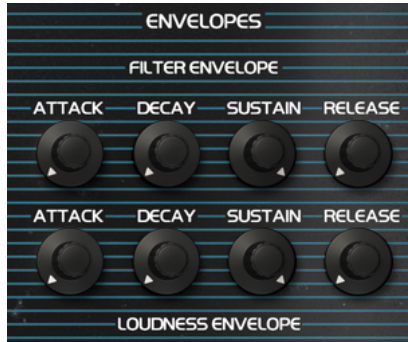 ENVELOPES
FILTER ENVELOPE
ATTACK DECAY SUSTAIN RELEASE
ATTACK DECAY SUSTAIN RELEASE
LOUDNESS ENVELOPE